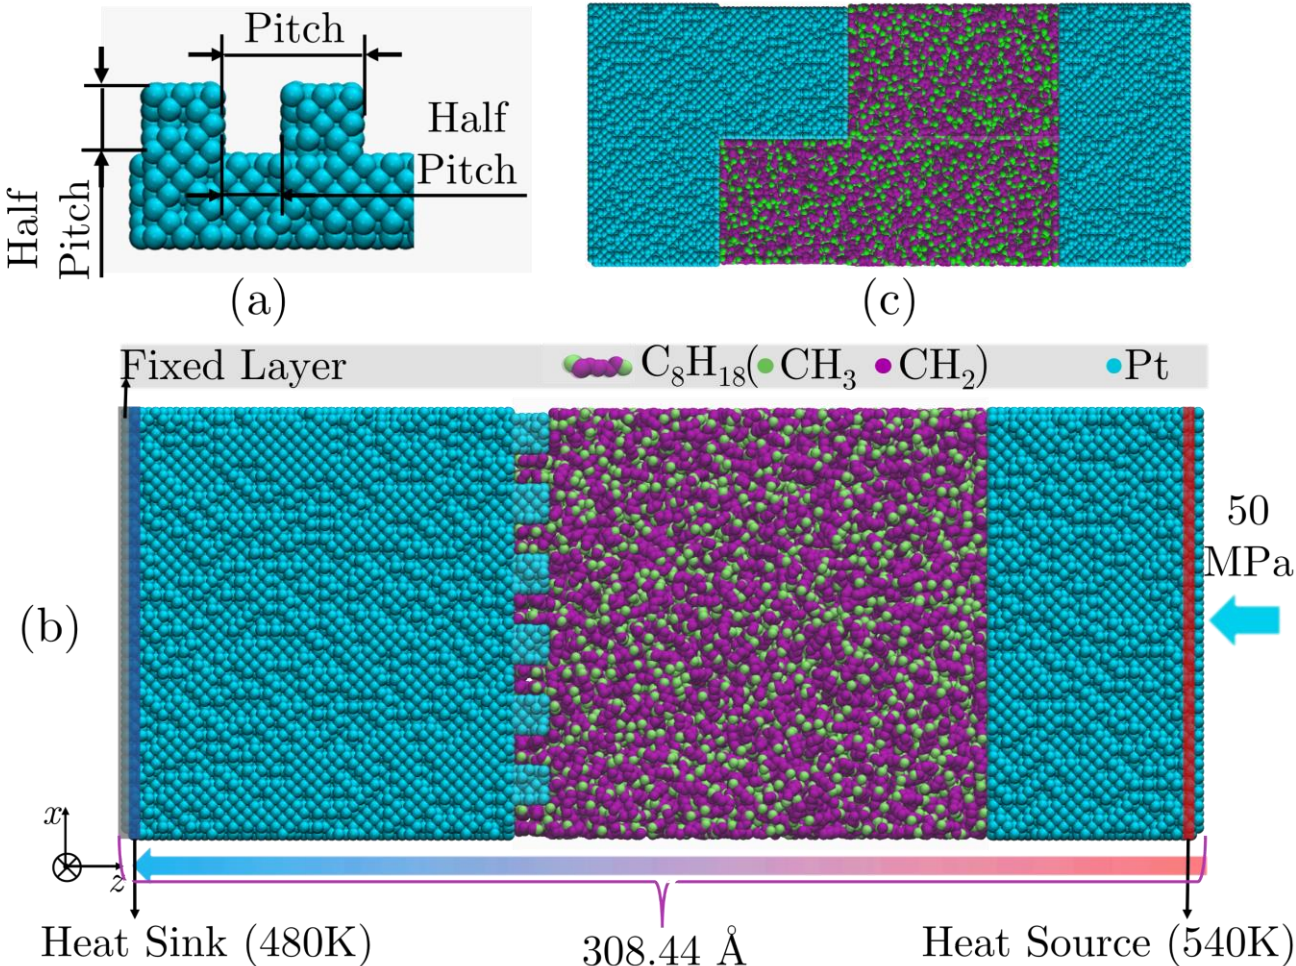 Pitch
Half
Pitch
Half
Pitch
(a)
(c)
Fixed Layer
C₈H₁₈( CH₃ CH₂)
Pt
50
MPa
(b)
x
z
Heat Sink (480K)
308.44 Å
Heat Source (540K)